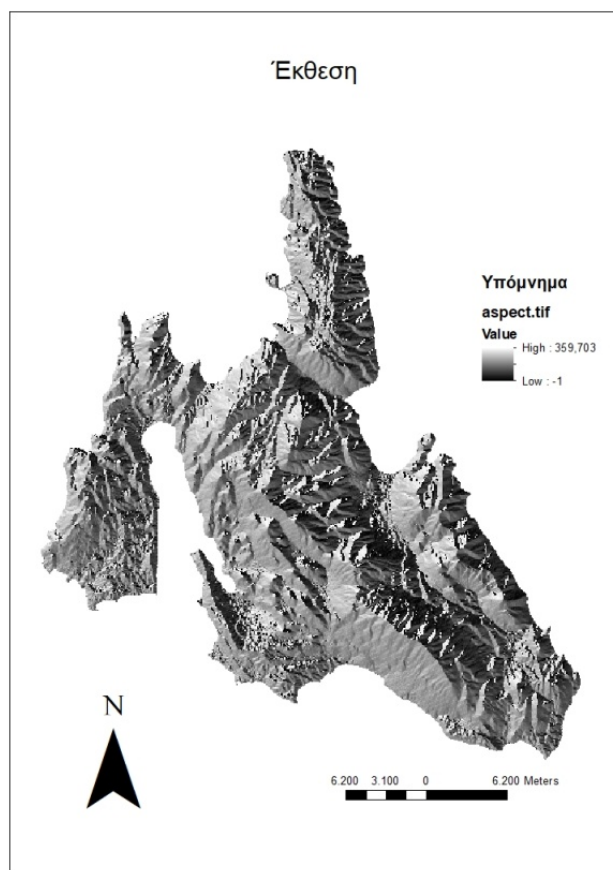 Έκθεση
Υπόμνημα
aspect.tif
Value
High : 359,703
Low : -1
N
6.200 3.100 0 6.200 Meters